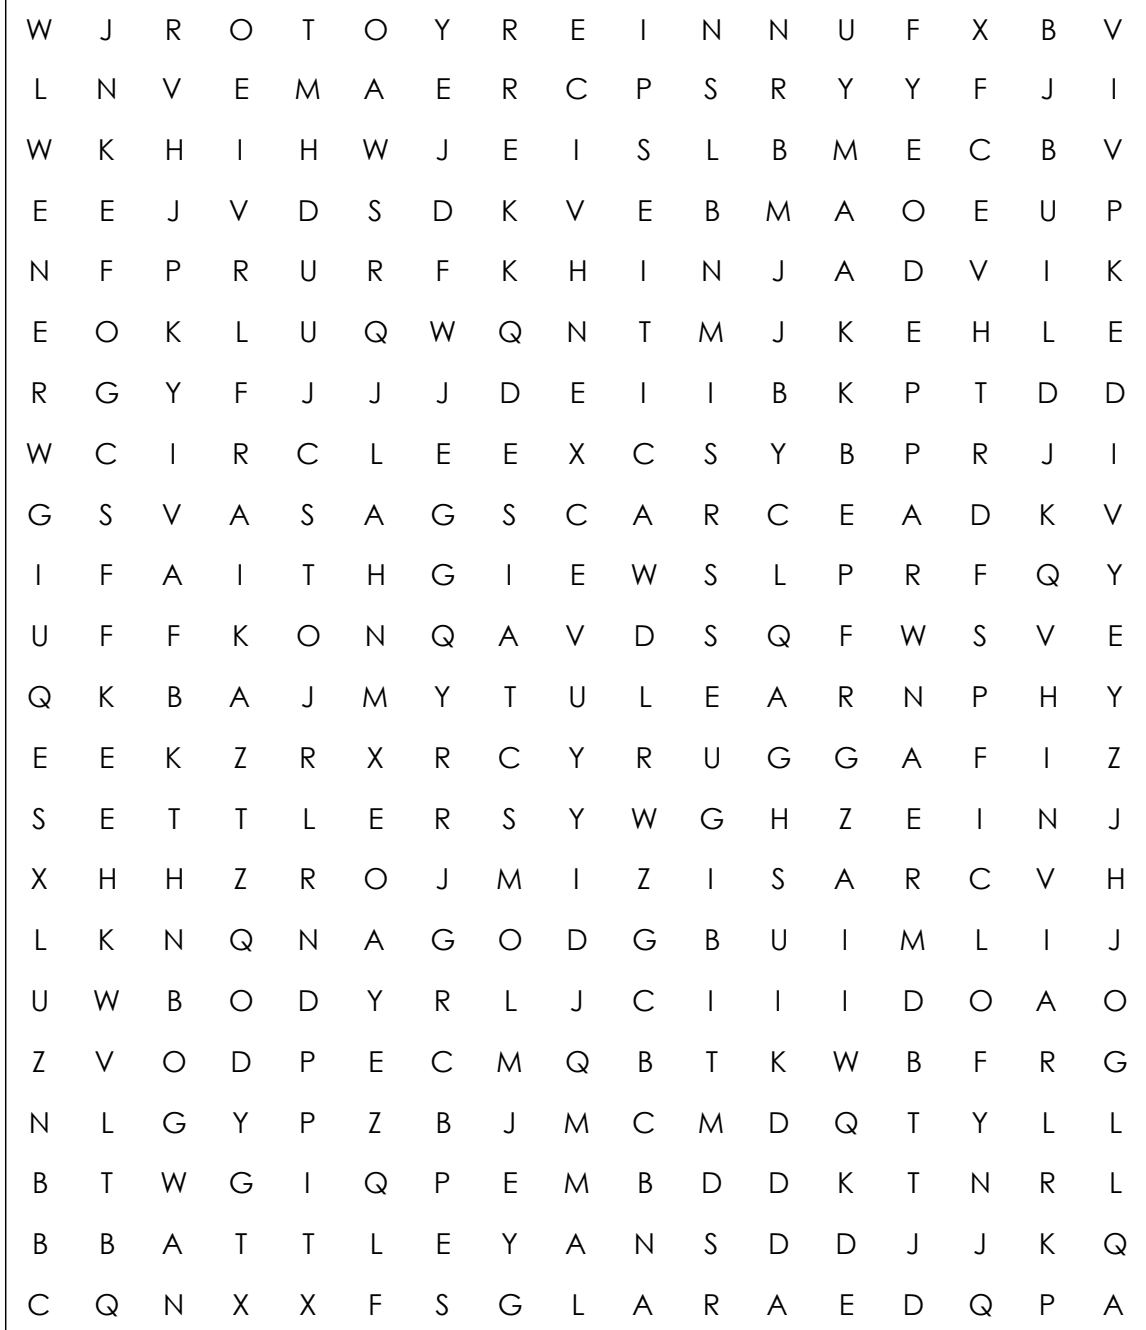 W J R O T O Y R E I N N U F X B V
L N V E M A E R C P S R Y Y F J I
W K H I H W J E I S L B M E C B V
E E J V D S D K V E B M A O E U P
N F P R U R F K H I N J A D V I K
E O K L U Q W Q N T M J K E H L E
R G Y F J J J D E I I B K P T D D
W C I R C L E E X C S Y B P R J I
G S V A S A G S C A R C E A D K V
I F A I T H G I E W S L P R F Q Y
U F F K O N Q A V D S Q F W S V E
Q K B A J M Y T U L E A R N P H Y
E E K Z R X R C Y R U G G A F I Z
S E T T L E R S Y W G H Z E I N J
X H H Z R O J M I Z I S A R C V H
L K N Q N A G O D G B U I M L I J
U W B O D Y R L J C I I I D O A O
Z V O D P E C M Q B T K W B F R G
N L G Y P Z B J M C M D Q T Y L L
B T W G I Q P E M B D D K T N R L
B B A T T L E Y A N S D D J J K Q
C Q N X X F S G L A R A E D Q P A